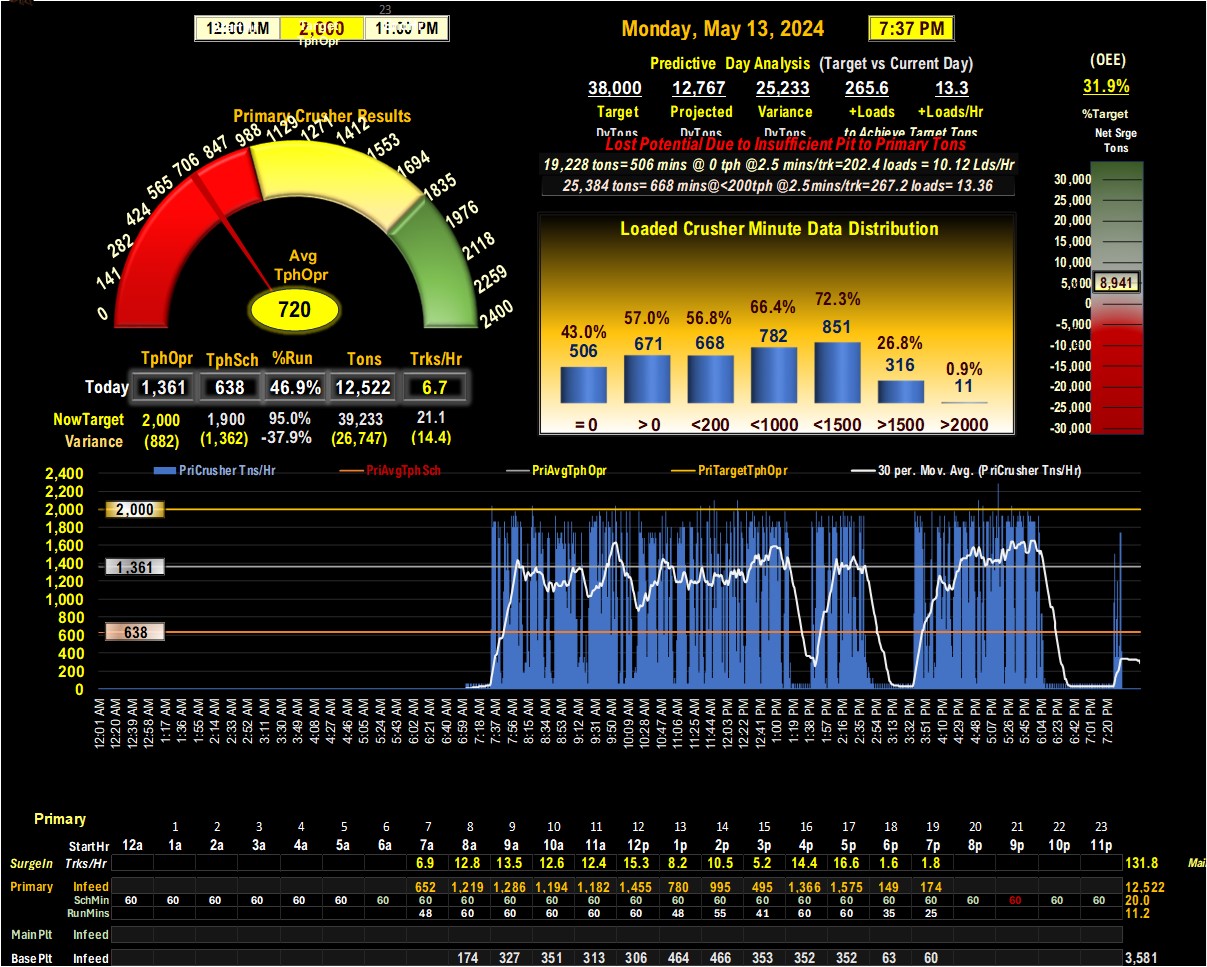 23
12:00 AM 2,000 11:00 PM
TphOpr
Monday, May 13, 2024 7:37 PM
Predictive Day Analysis (Target vs Current Day)
38,000 12,767 25,233 265.6 13.3
Target Projected Variance +Loads +Loads/Hr
DyTons DyTons DyTons to Achieve Target Tons
(OEE)
31.9%
%Target
Net Srge
Tons
Lost Potential Due to Insufficient Pit to Primary Tons
19,228 tons= 506 mins @ 0 tph @2.5 mins/trk=202.4 loads = 10.12 Lds/Hr
25,384 tons= 668 mins@<200tph @2.5mins/trk=267.2 loads= 13.36
Primary Crusher Results
0 141 282 424 565 706 847 988 1129 1271 1412 1553 1694 1835 1976 2118 2259 2400
Avg
TphOpr
720
Loaded Crusher Minute Data Distribution
43.0% 57.0% 56.8% 66.4% 72.3% 26.8% 0.9%
506 671 668 782 851 316 11
= 0 > 0 <200 <1000 <1500 >1500 >2000
30,000
25,000
20,000
15,000
10,000
5,000
8,941
0
-5,000
-10,000
-15,000
-20,000
-25,000
-30,000
TphOpr TphSch %Run Tons Trks/Hr
Today 1,361 638 46.9% 12,522 6.7
NowTarget 2,000 1,900 95.0% 39,233 21.1
Variance (882) (1,362) -37.9% (26,747) (14.4)
PriCrusher Tns/Hr PriAvgTphSch PriAvgTphOpr PriTargetTphOpr 30 per. Mov. Avg. (PriCrusher Tns/Hr)
2,400
2,200
2,000 2,000
1,800
1,600
1,400 1,361
1,200
1,000
800
600 638
400
200
0
12:01 AM 12:20 AM 12:39 AM 12:58 AM 1:17 AM 1:36 AM 1:55 AM 2:14 AM 2:33 AM 2:52 AM 3:11 AM 3:30 AM 3:49 AM 4:08 AM 4:27 AM 4:46 AM 5:05 AM 5:24 AM 5:43 AM 6:02 AM 6:21 AM 6:40 AM 6:59 AM 7:18 AM 7:37 AM 7:56 AM 8:15 AM 8:34 AM 8:53 AM 9:12 AM 9:31 AM 9:50 AM 10:09 AM 10:28 AM 10:47 AM 11:06 AM 11:25 AM 11:44 AM 12:03 PM 12:22 PM 12:41 PM 1:00 PM 1:19 PM 1:38 PM 1:57 PM 2:16 PM 2:35 PM 2:54 PM 3:13 PM 3:32 PM 3:51 PM 4:10 PM 4:29 PM 4:48 PM 5:07 PM 5:26 PM 5:45 PM 6:04 PM 6:23 PM 6:42 PM 7:01 PM 7:20 PM
Primary
1 2 3 4 5 6 7 8 9 10 11 12 13 14 15 16 17 18 19 20 21 22 23
StartHr 12a 1a 2a 3a 4a 5a 6a 7a 8a 9a 10a 11a 12p 1p 2p 3p 4p 5p 6p 7p 8p 9p 10p 11p
SurgeIn Trks/Hr 6.9 12.8 13.5 12.6 12.4 15.3 8.2 10.5 5.2 14.4 16.6 1.6 1.8 131.8
Primary Infeed 652 1,219 1,286 1,194 1,182 1,455 780 995 495 1,366 1,575 149 174 12,522
SchMin 60 60 60 60 60 60 60 60 60 60 60 60 60 60 60 60 60 60 60 60 60 60 60 60 20.0
RunMins 48 60 60 60 60 60 48 55 41 60 60 35 25 11.2
MainPlt Infeed
BasePlt Infeed 174 327 351 313 306 464 466 353 352 352 63 60 3,581